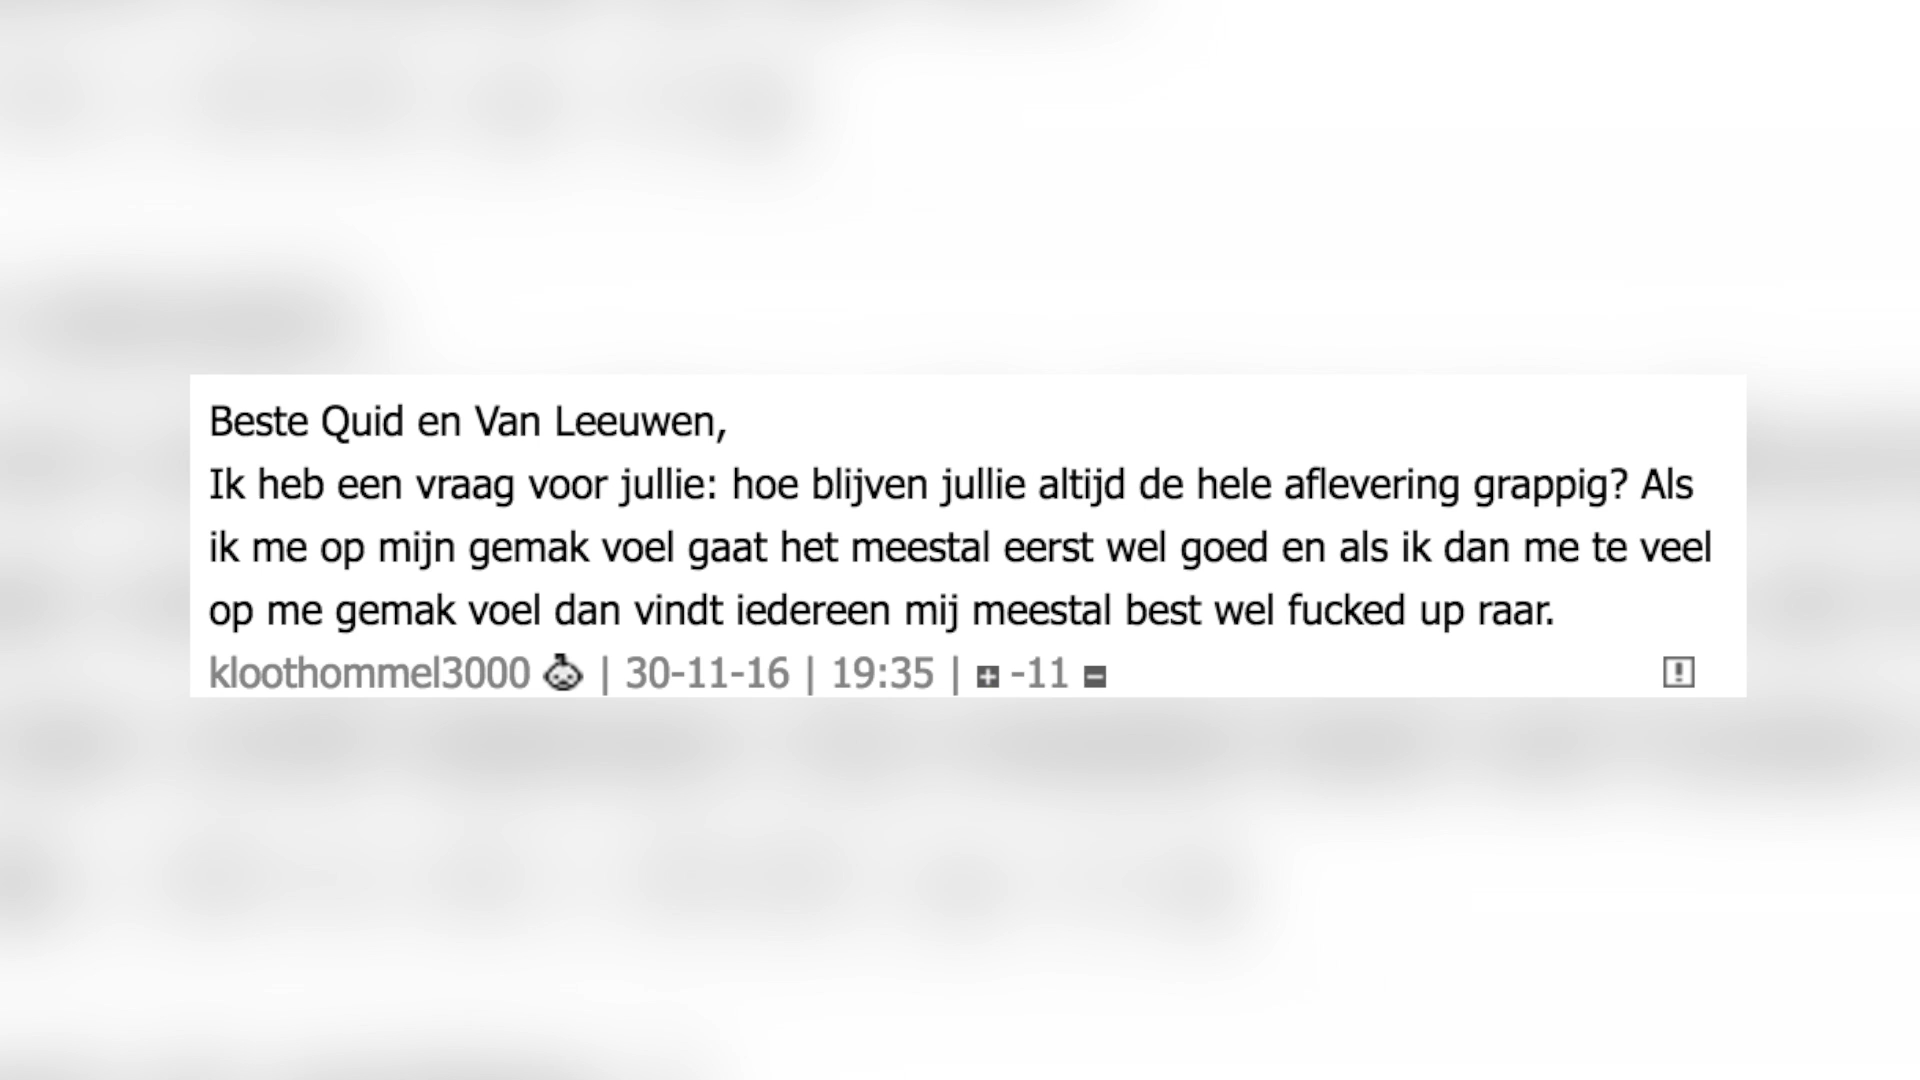 Beste Quid en Van Leeuwen,
Ik heb een vraag voor jullie: hoe blijven jullie altijd de hele aflevering grappig? Als
ik me op mijn gemak voel gaat het meestal eerst wel goed en als ik dan me te veel
op me gemak voel dan vindt iedereen mij meestal best wel fucked up raar.
kloothommel3000 | 30-11-16 | 19:35 | + -11 -